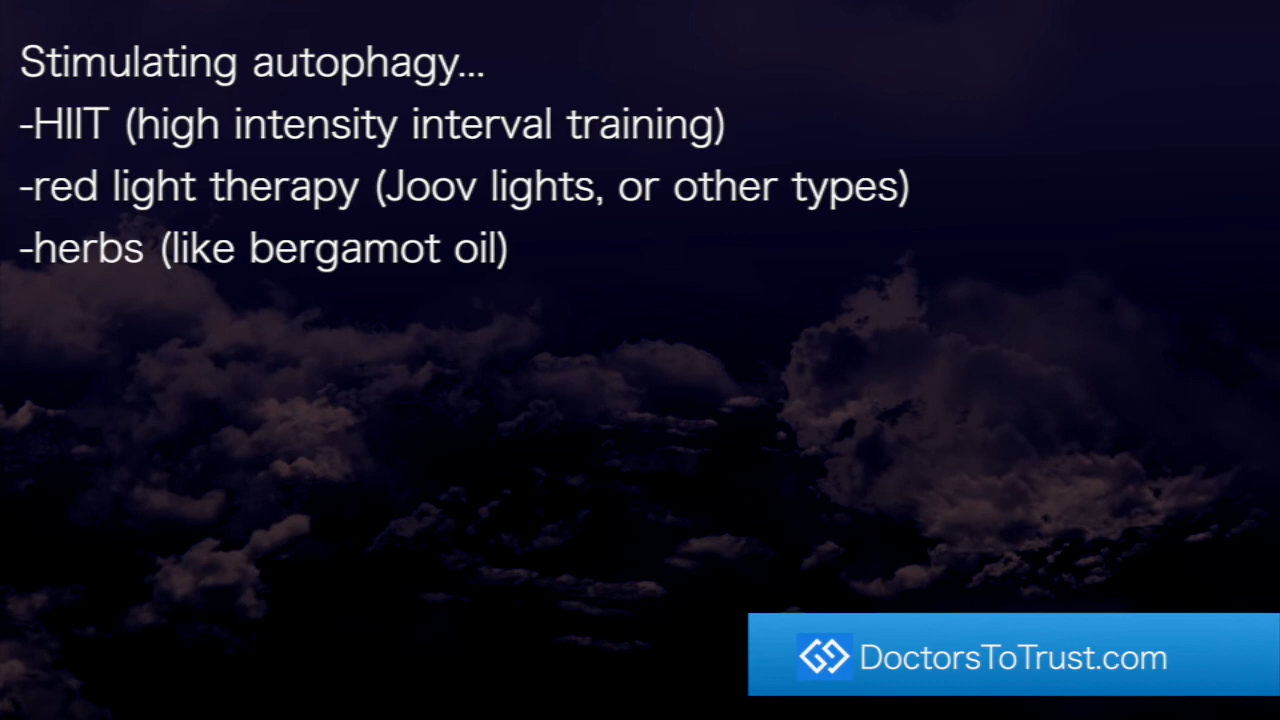 Stimulating autophagy...
-HIIT (high intensity interval training)
-red light therapy (Joov lights, or other types)
-herbs (like bergamot oil)
DoctorsToTrust.com